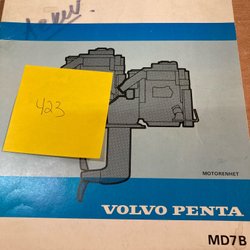 423
MOTORENHET
VOLVO PENTA
MD7B